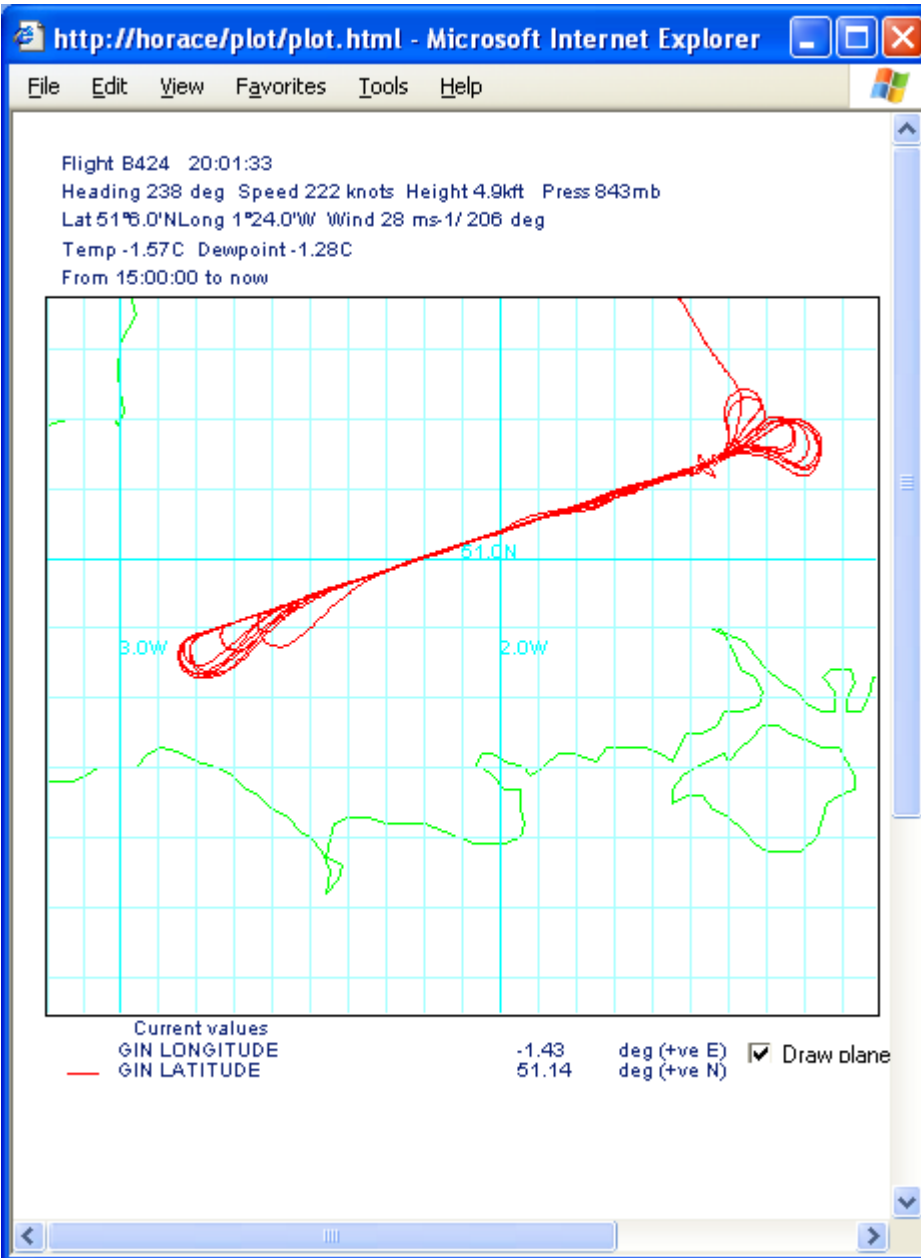 http://horace/plot/plot.html - Microsoft Internet Explorer
File Edit View Favorites Tools Help
Flight B424 20:01:33
Heading 238 deg Speed 222 knots Height 4.9kft Press 843mb
Lat 51°6.0'NLong 1°24.0'W Wind 28 ms-1/ 206 deg
Temp -1.57C Dewpoint -1.28C
From 15:00:00 to now
51.0N
3.0W 2.0W
Current values
GIN LONGITUDE -1.43 deg (+ve E) Draw plane
GIN LATITUDE 51.14 deg (+ve N)